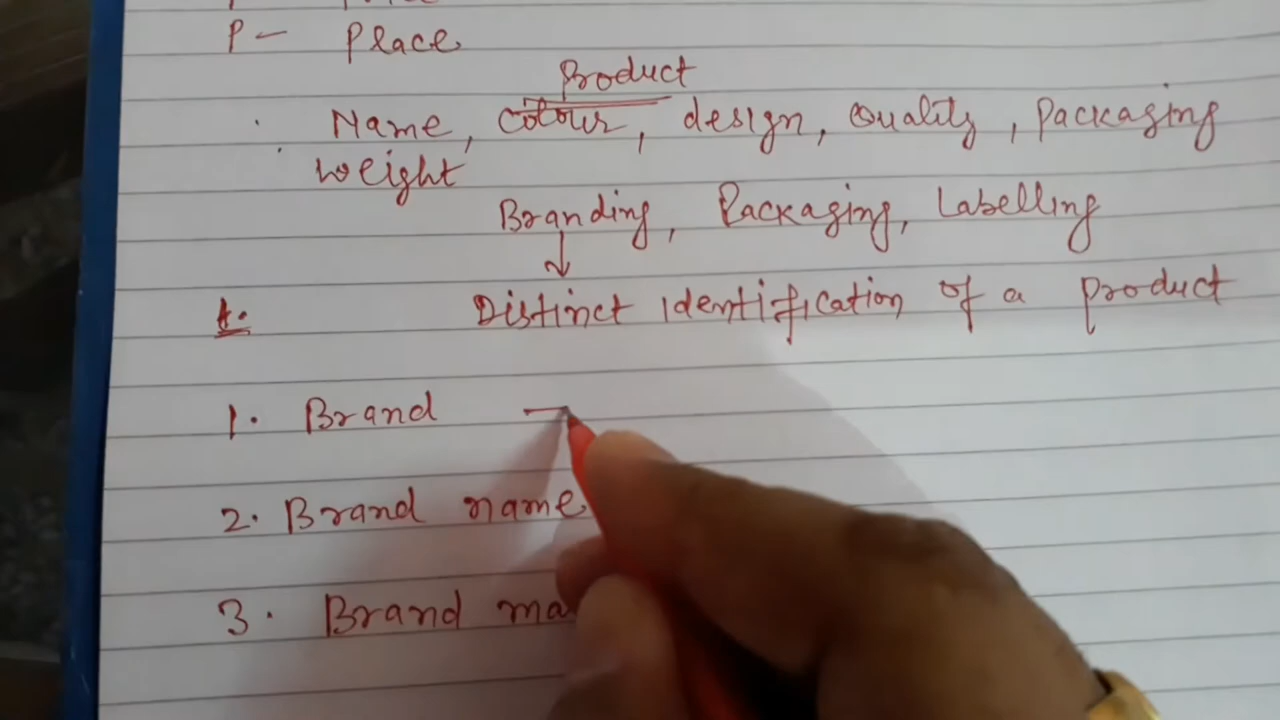 P - Place
Product
Name, colour, design, Quality, Packaging
weight
Branding, Packaging, Labelling
Distinct Identification of a product
1. Brand -
2. Brand name
3. Brand